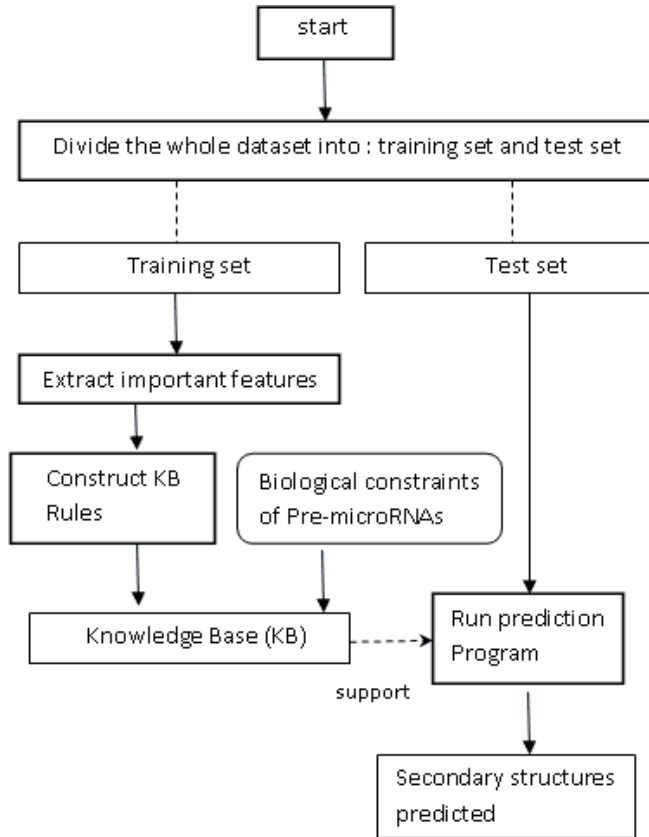 start
Divide the whole dataset into : training set and test set
Training set
Test set
Extract important features
Construct KB
Rules
Biological constraints
of Pre-microRNAs
Knowledge Base (KB)
support
Run prediction
Program
Secondary structures
predicted